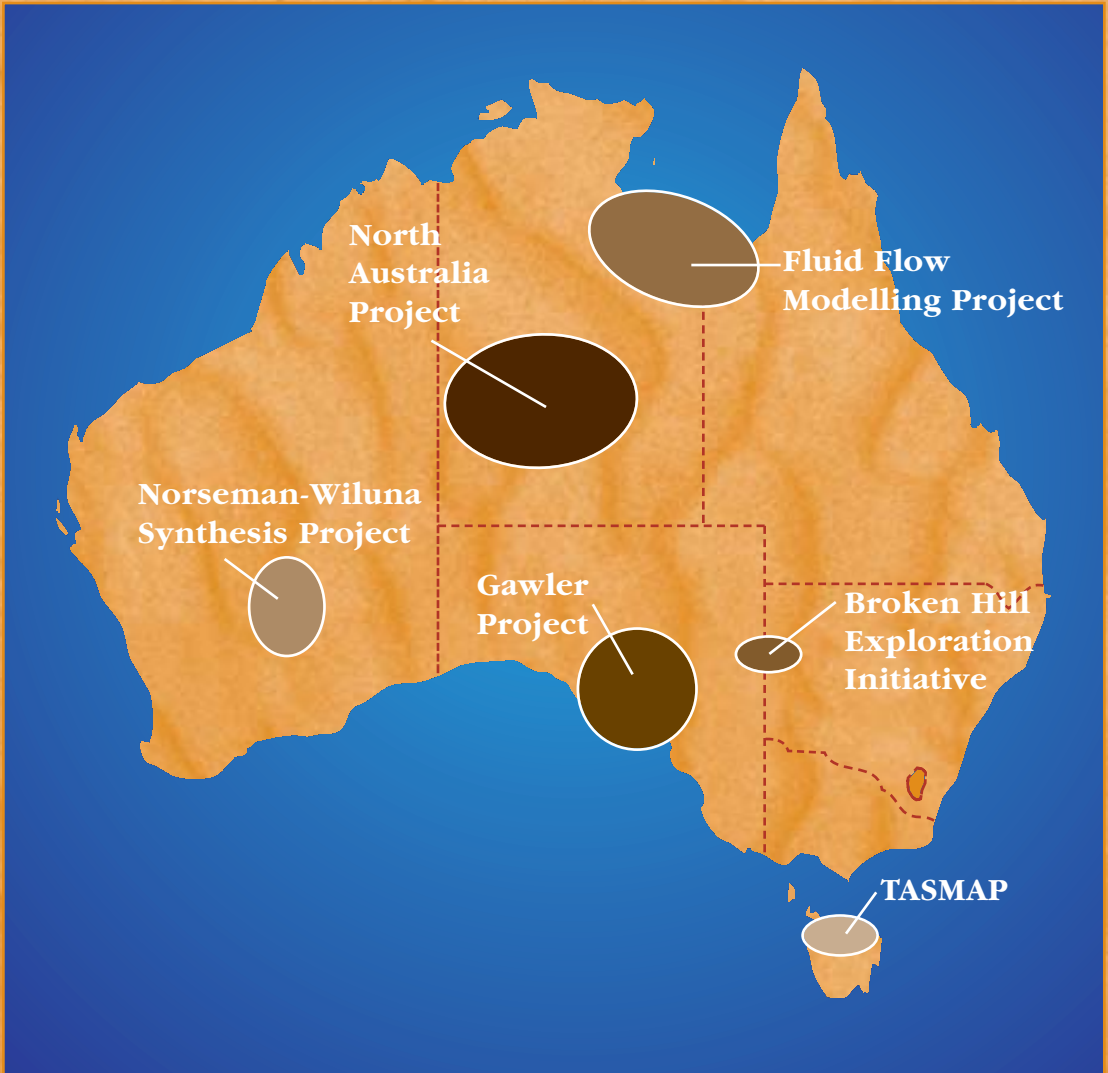 North
Australia
Project
Fluid Flow
Modelling Project
Norseman-Wiluna
Synthesis Project
Gawler
Project
Broken Hill
Exploration
Initiative
TASMAP